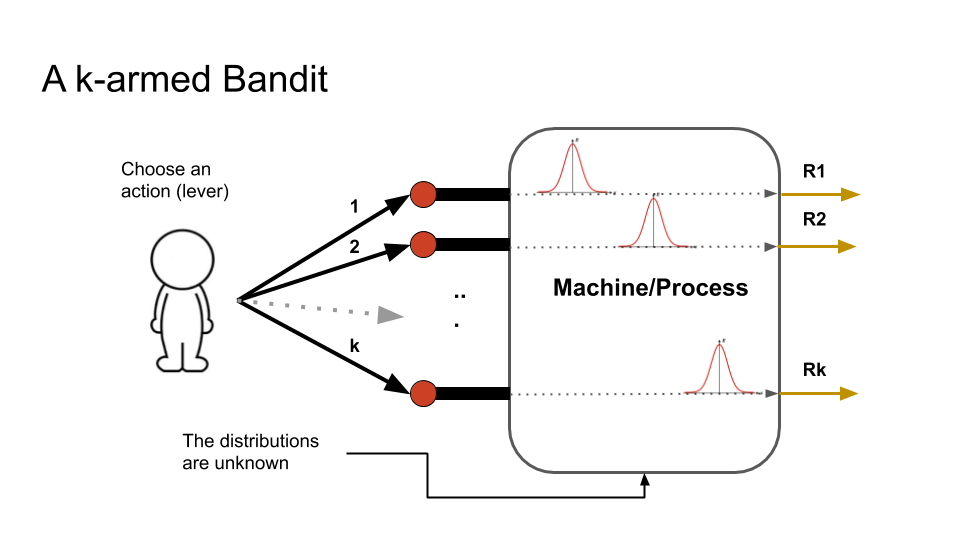 A k-armed Bandit
Choose an
action (lever)
1
2
..
.
k
Machine/Process
R1
R2
Rk
The distributions
are unknown